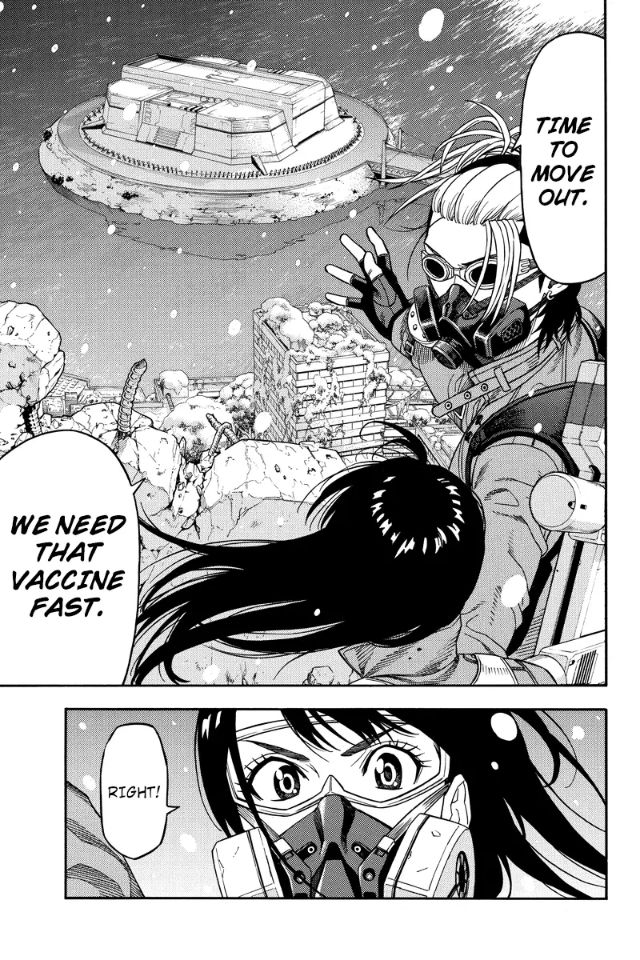 TIME
TO
MOVE
OUT.
WE NEED
THAT
VACCINE
FAST.
RIGHT!